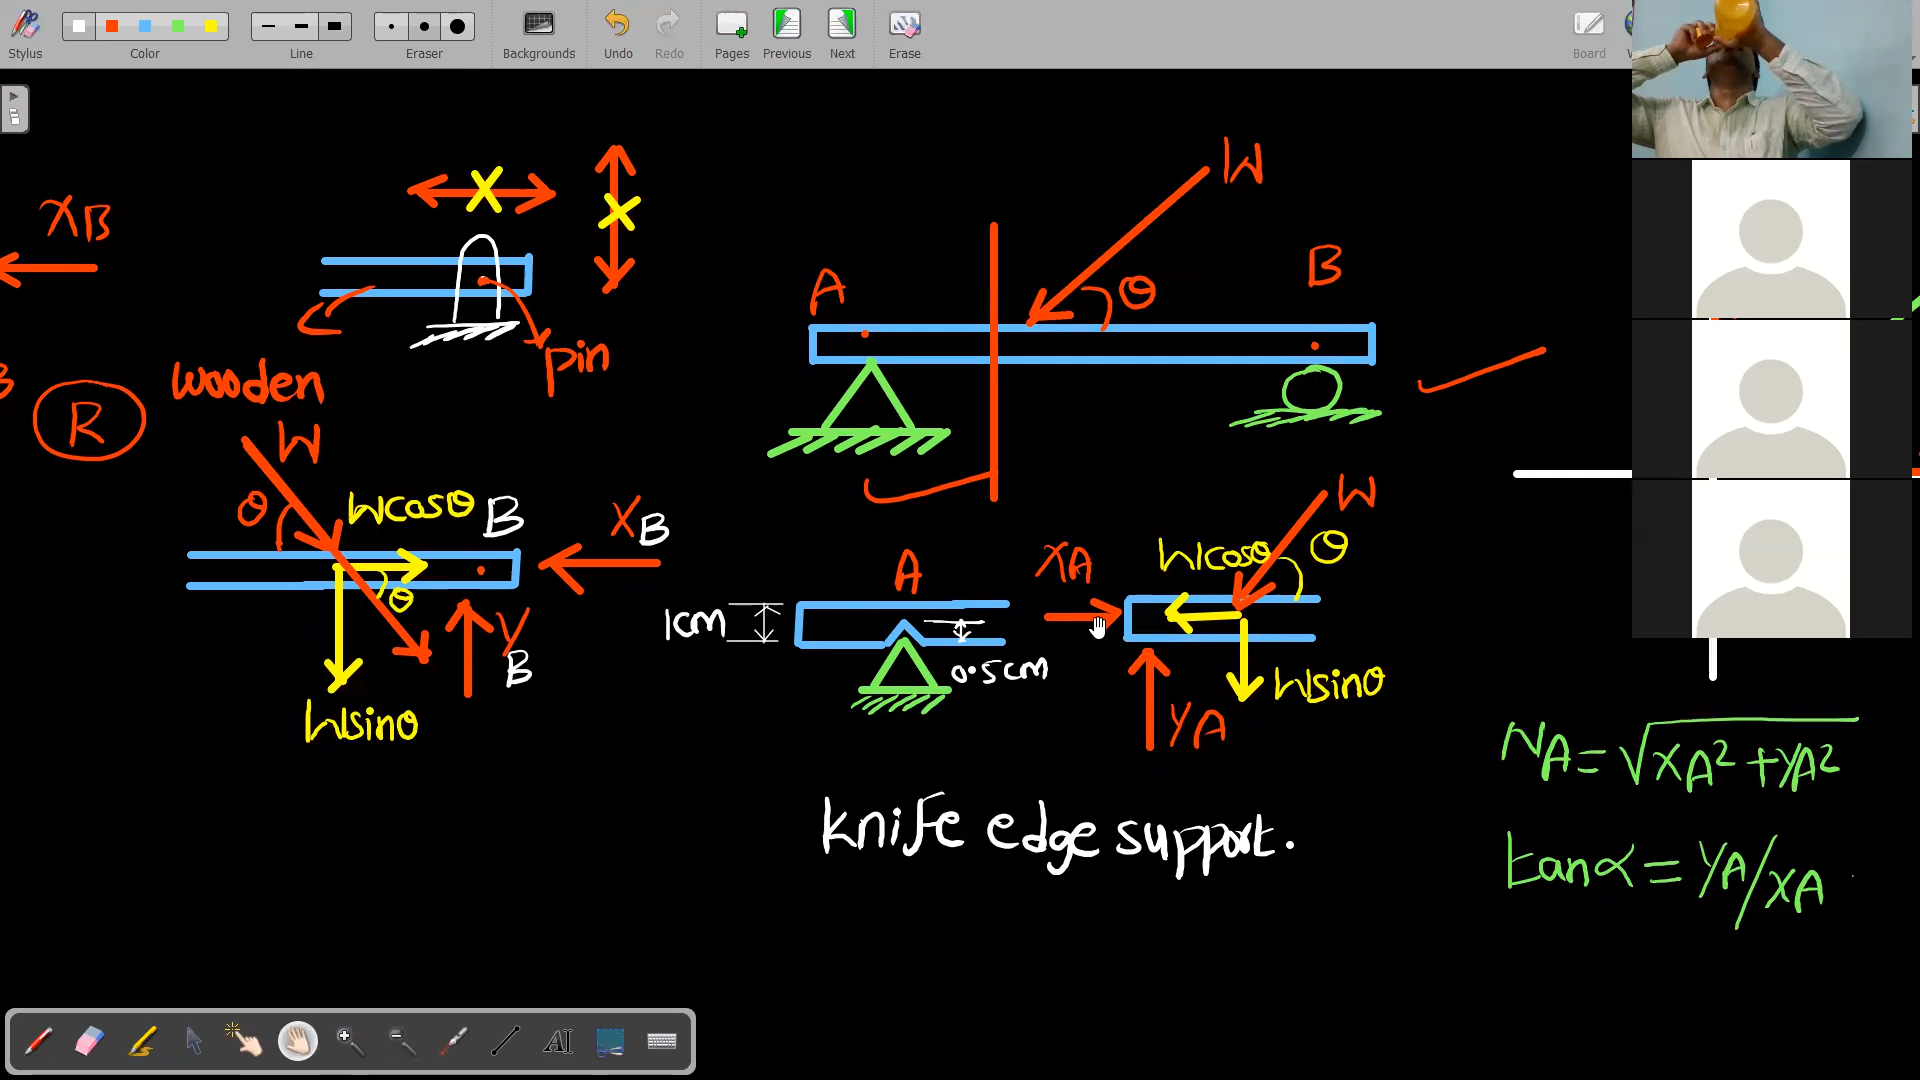 Stylus
Color
Line
Eraser
Backgrounds
Undo
Redo
Pages
Previous
Next
Erase
Board
XB
pin
wooden
R
W
θ
Wcosθ
B
XB
θ
YB
Wsinθ
W
A
θ
B
A
1cm
0.5cm
XA
Wcosθ
W
θ
YA
Wsinθ
knife edge support.
NA = √XA² + YA²
tanα = YA/XA
AI